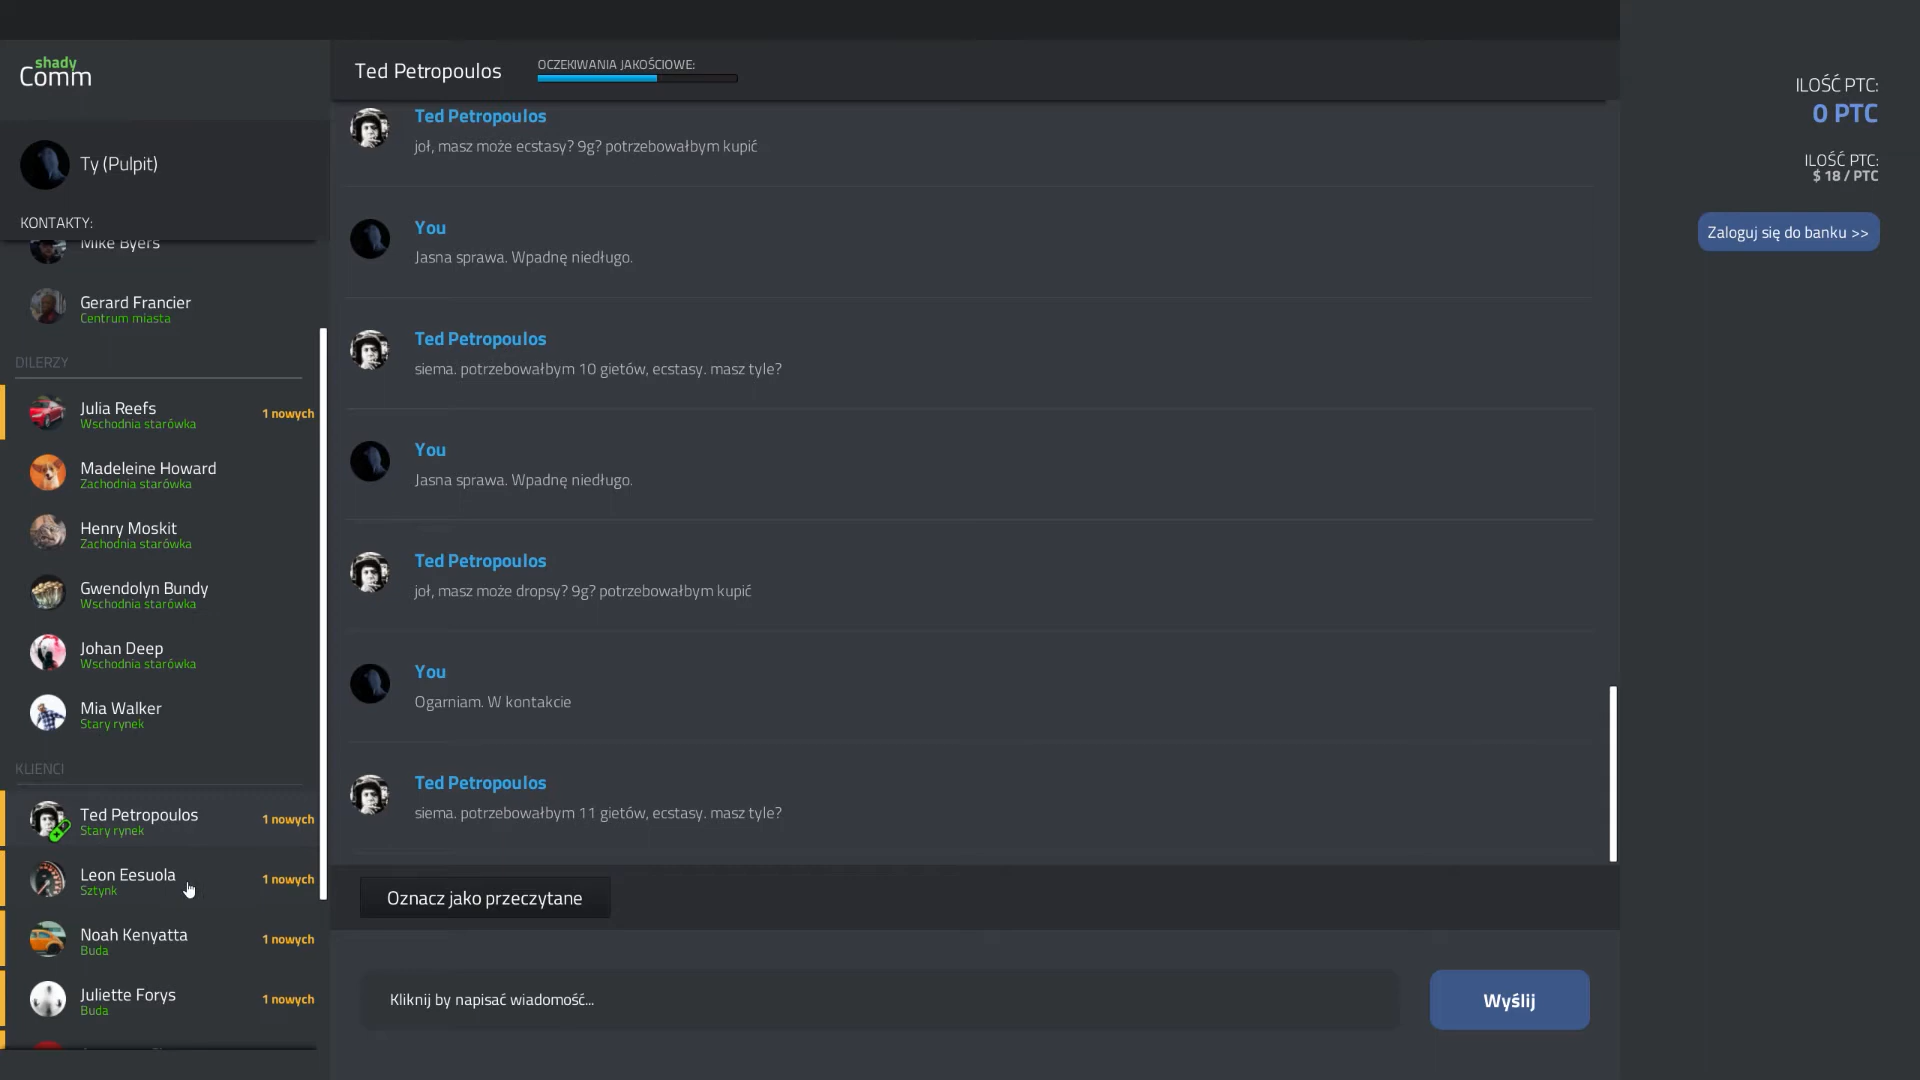 shady
Comm
Ty (Pulpit)
KONTAKTY:
Mike Byers
Gerard Francier
Centrum miasta
DILERZY
Julia Reefs
Wschodnia starówka
1 nowych
Madeleine Howard
Zachodnia starówka
Henry Moskit
Zachodnia starówka
Gwendolyn Bundy
Wschodnia starówka
Johan Deep
Wschodnia starówka
Mia Walker
Stary rynek
KLIENCI
Ted Petropoulos
Stary rynek
1 nowych
Leon Eesuola
Sztynk
1 nowych
Noah Kenyatta
Buda
1 nowych
Juliette Forys
Buda
1 nowych
Ted Petropoulos
OCZEKIWANIA JAKOŚCIOWE:
Ted Petropoulos
joł, masz może ecstasy? 9g? potrzebowałbym kupić
You
Jasna sprawa. Wpadnę niedługo.
Ted Petropoulos
siema. potrzebowałbym 10 gietów, ecstasy. masz tyle?
You
Jasna sprawa. Wpadnę niedługo.
Ted Petropoulos
joł, masz może dropsy? 9g? potrzebowałbym kupić
You
Ogarniam. W kontakcie
Ted Petropoulos
siema. potrzebowałbym 11 gietów, ecstasy. masz tyle?
Oznacz jako przeczytane
Kliknij by napisać wiadomość...
Wyślij
ILOŚĆ PTC:
0 PTC
ILOŚĆ PTC:
$ 18 / PTC
Zaloguj się do banku >>